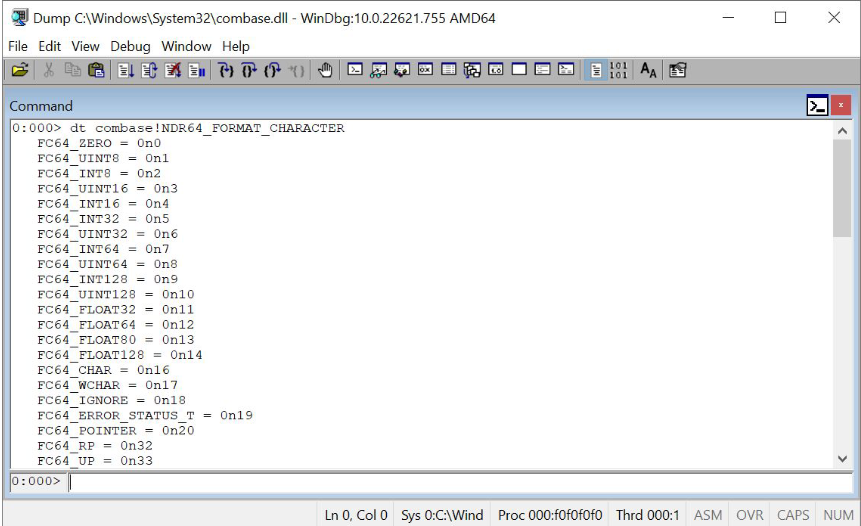 Dump C:\Windows\System32\combase.dll - WinDbg:10.0.22621.755 AMD64
File Edit View Debug Window Help
Command
0:000> dt combase!NDR64_FORMAT_CHARACTER
FC64_ZERO = 0n0
FC64_UINT8 = 0n1
FC64_INT8 = 0n2
FC64_UINT16 = 0n3
FC64_INT16 = 0n4
FC64_INT32 = 0n5
FC64_UINT32 = 0n6
FC64_INT64 = 0n7
FC64_UINT64 = 0n8
FC64_INT128 = 0n9
FC64_UINT128 = 0n10
FC64_FLOAT32 = 0n11
FC64_FLOAT64 = 0n12
FC64_FLOAT80 = 0n13
FC64_FLOAT128 = 0n14
FC64_CHAR = 0n16
FC64_WCHAR = 0n17
FC64_IGNORE = 0n18
FC64_ERROR_STATUS_T = 0n19
FC64_POINTER = 0n20
FC64_RP = 0n32
FC64_UP = 0n33
0:000>
Ln 0, Col 0 Sys 0:C:\Wind Proc 000:f0f0f0f0 Thrd 000:1 ASM OVR CAPS NUM